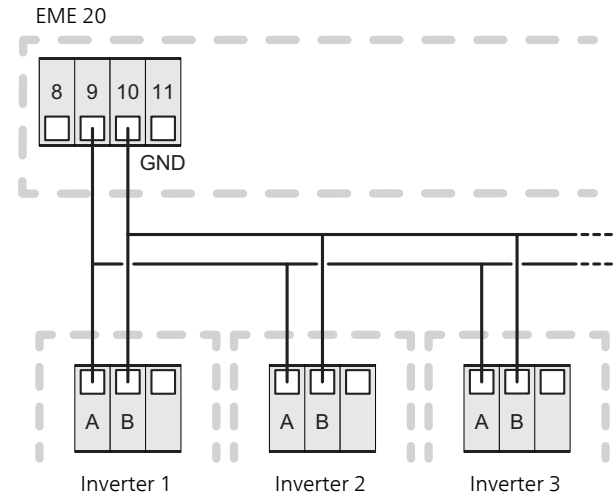 EME 20
8 9 10 11
GND
A B A B A B
Inverter 1 Inverter 2 Inverter 3